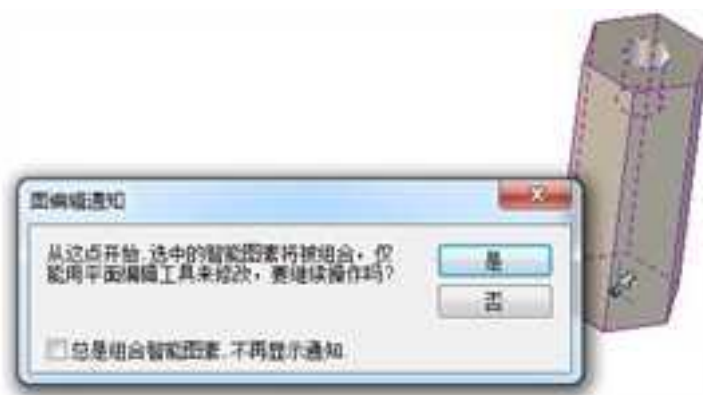 面编辑通知
从这点开始,选中的智能图素将被组合，仅
能用平面编辑工具来修改，要继续操作吗?
是
否
总是组合智能图素,不再显示通知